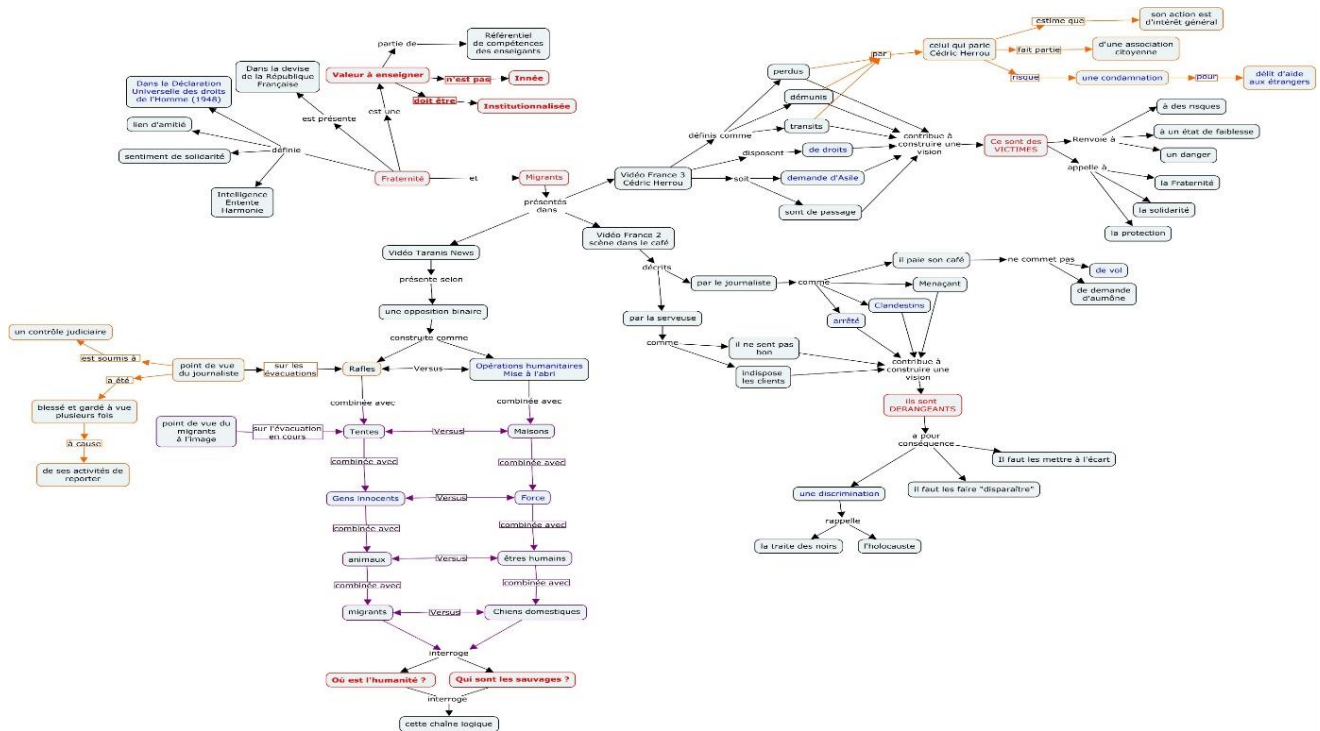 Référentiel
de compétences
des enseigants
partie de
Valeur à enseigner
n'est pas
Innée
doit être
Institutionnalisée
est une
Dans la devise
de la République
Française
est présente
Dans la Déclaration
Universelle des droits
de l'Homme (1948)
lien d'amitié
définie
sentiment de solidarité
Intelligence
Entente
Harmonie
Fraternité
et
Migrants
présentés
dans
Vidéo France 3
Cédric Herrou
définis comme
perdus
démunis
transits
par
celui qui parle
Cédric Herrou
estime que
son action est
d'intérêt général
fait partie
d'une association
citoyenne
risque
une condamnation
pour
délit d'aide
aux étrangers
disposent
de droits
soit
demande d'Asile
sont de passage
contribue à
construire une
vision
Ce sont des
VICTIMES
Renvoie à
à des risques
à un état de faiblesse
un danger
appelle à
la Fraternité
la solidarité
la protection
Vidéo France 2
scène dans le café
décrits
par le journaliste
comme
il paie son café
ne commet pas
de vol
de demande
d'aumône
Menaçant
Clandestins
arrêté
par la serveuse
comme
il ne sent pas
bon
indispose
les clients
contribue à
construire une
vision
ils sont
DERANGEANTS
a pour
conséquence
Il faut les mettre à l'écart
il faut les faire "disparaître"
une discrimination
rappelle
la traite des noirs
l'holocauste
Vidéo Taranis News
présente selon
une opposition binaire
construite comme
Rafles
Versus
Opérations humanitaires
Mise à l'abri
sur les
évacuations
point de vue
du journaliste
est soumis à
un contrôle judiciaire
a été
blessé et gardé à vue
plusieurs fois
à cause
de ses activités de
reporter
combinée avec
combinée avec
point de vue du
migrants
à l'image
sur l'évacuation
en cours
Tentes
Versus
Maisons
combinée avec
combinée avec
Gens innocents
Versus
Force
combinée avec
combinée avec
animaux
Versus
êtres humains
combinée avec
combinée avec
migrants
Versus
Chiens domestiques
interroge
Où est l'humanité ?
Qui sont les sauvages ?
interroge
cette chaîne logique